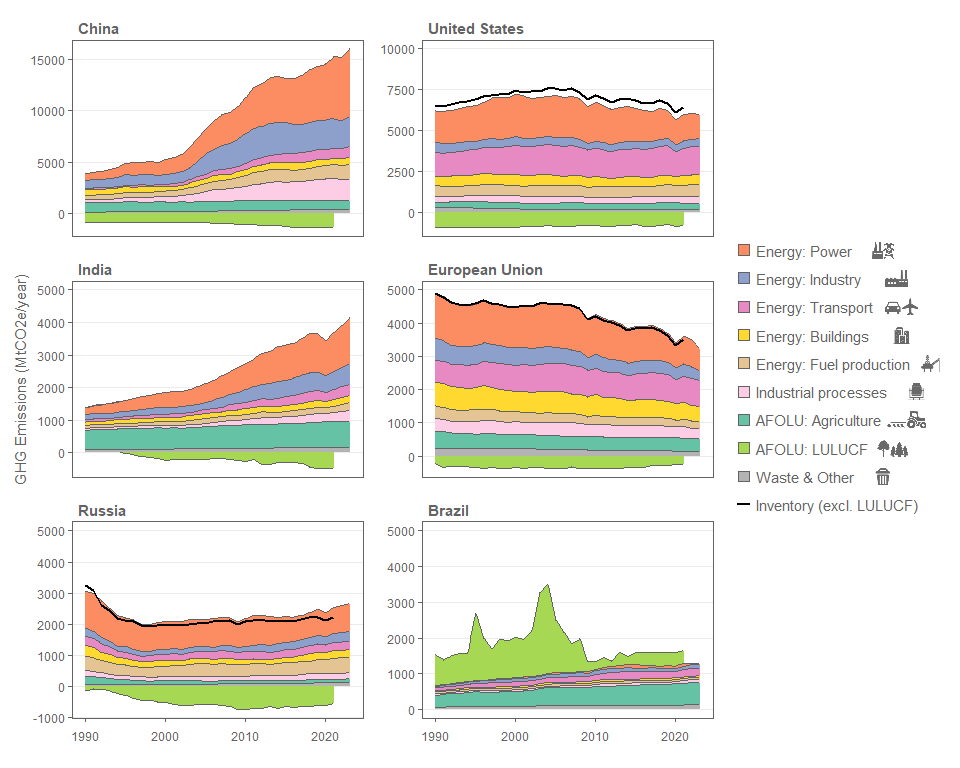 China
United States
15000
10000
5000
0
10000
7500
5000
2500
0
India
European Union
5000
4000
3000
2000
1000
0
5000
4000
3000
2000
1000
0
GHG Emissions (MtCO2e/year)
Russia
Brazil
5000
4000
3000
2000
1000
0
-1000
5000
4000
3000
2000
1000
0
1990
2000
2010
2020
1990
2000
2010
2020
Energy: Power
Energy: Industry
Energy: Transport
Energy: Buildings
Energy: Fuel production
Industrial processes
AFOLU: Agriculture
AFOLU: LULUCF
Waste & Other
Inventory (excl. LULUCF)